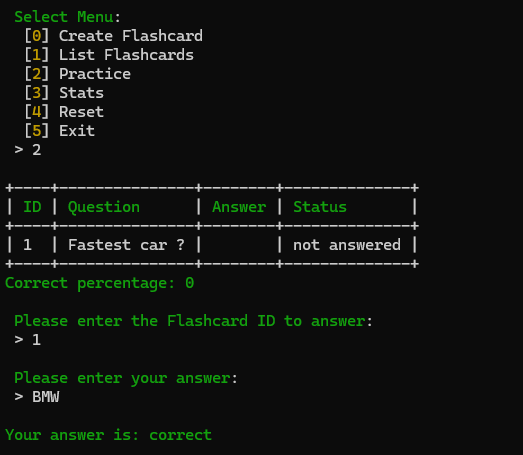 Select Menu:
[0] Create Flashcard
[1] List Flashcards
[2] Practice
[3] Stats
[4] Reset
[5] Exit
> 2
+----+---------------+--------+--------------+
| ID | Question      | Answer | Status       |
+----+---------------+--------+--------------+
| 1  | Fastest car ? |        | not answered |
+----+---------------+--------+--------------+
Correct percentage: 0
Please enter the Flashcard ID to answer:
> 1
Please enter your answer:
> BMW
Your answer is: correct